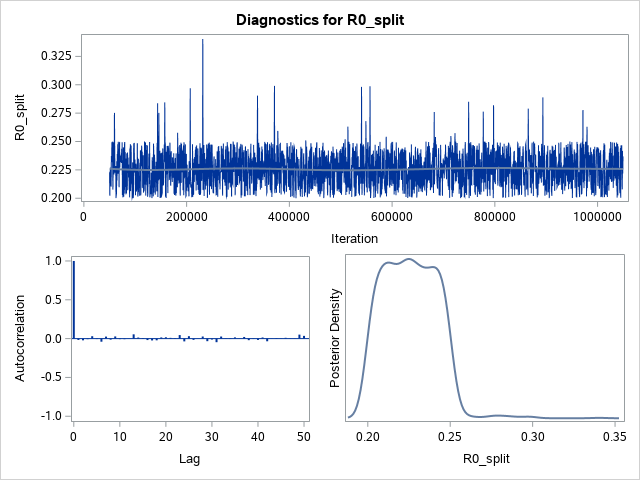 Diagnostics for R0_split
R0_split
0.325
0.300
0.275
0.250
0.225
0.200
0 200000 400000 600000 800000 1000000
Iteration
Autocorrelation
1.0
0.5
0.0
-0.5
-1.0
0 10 20 30 40 50
Lag
Posterior Density
0.20 0.25 0.30 0.35
R0_split